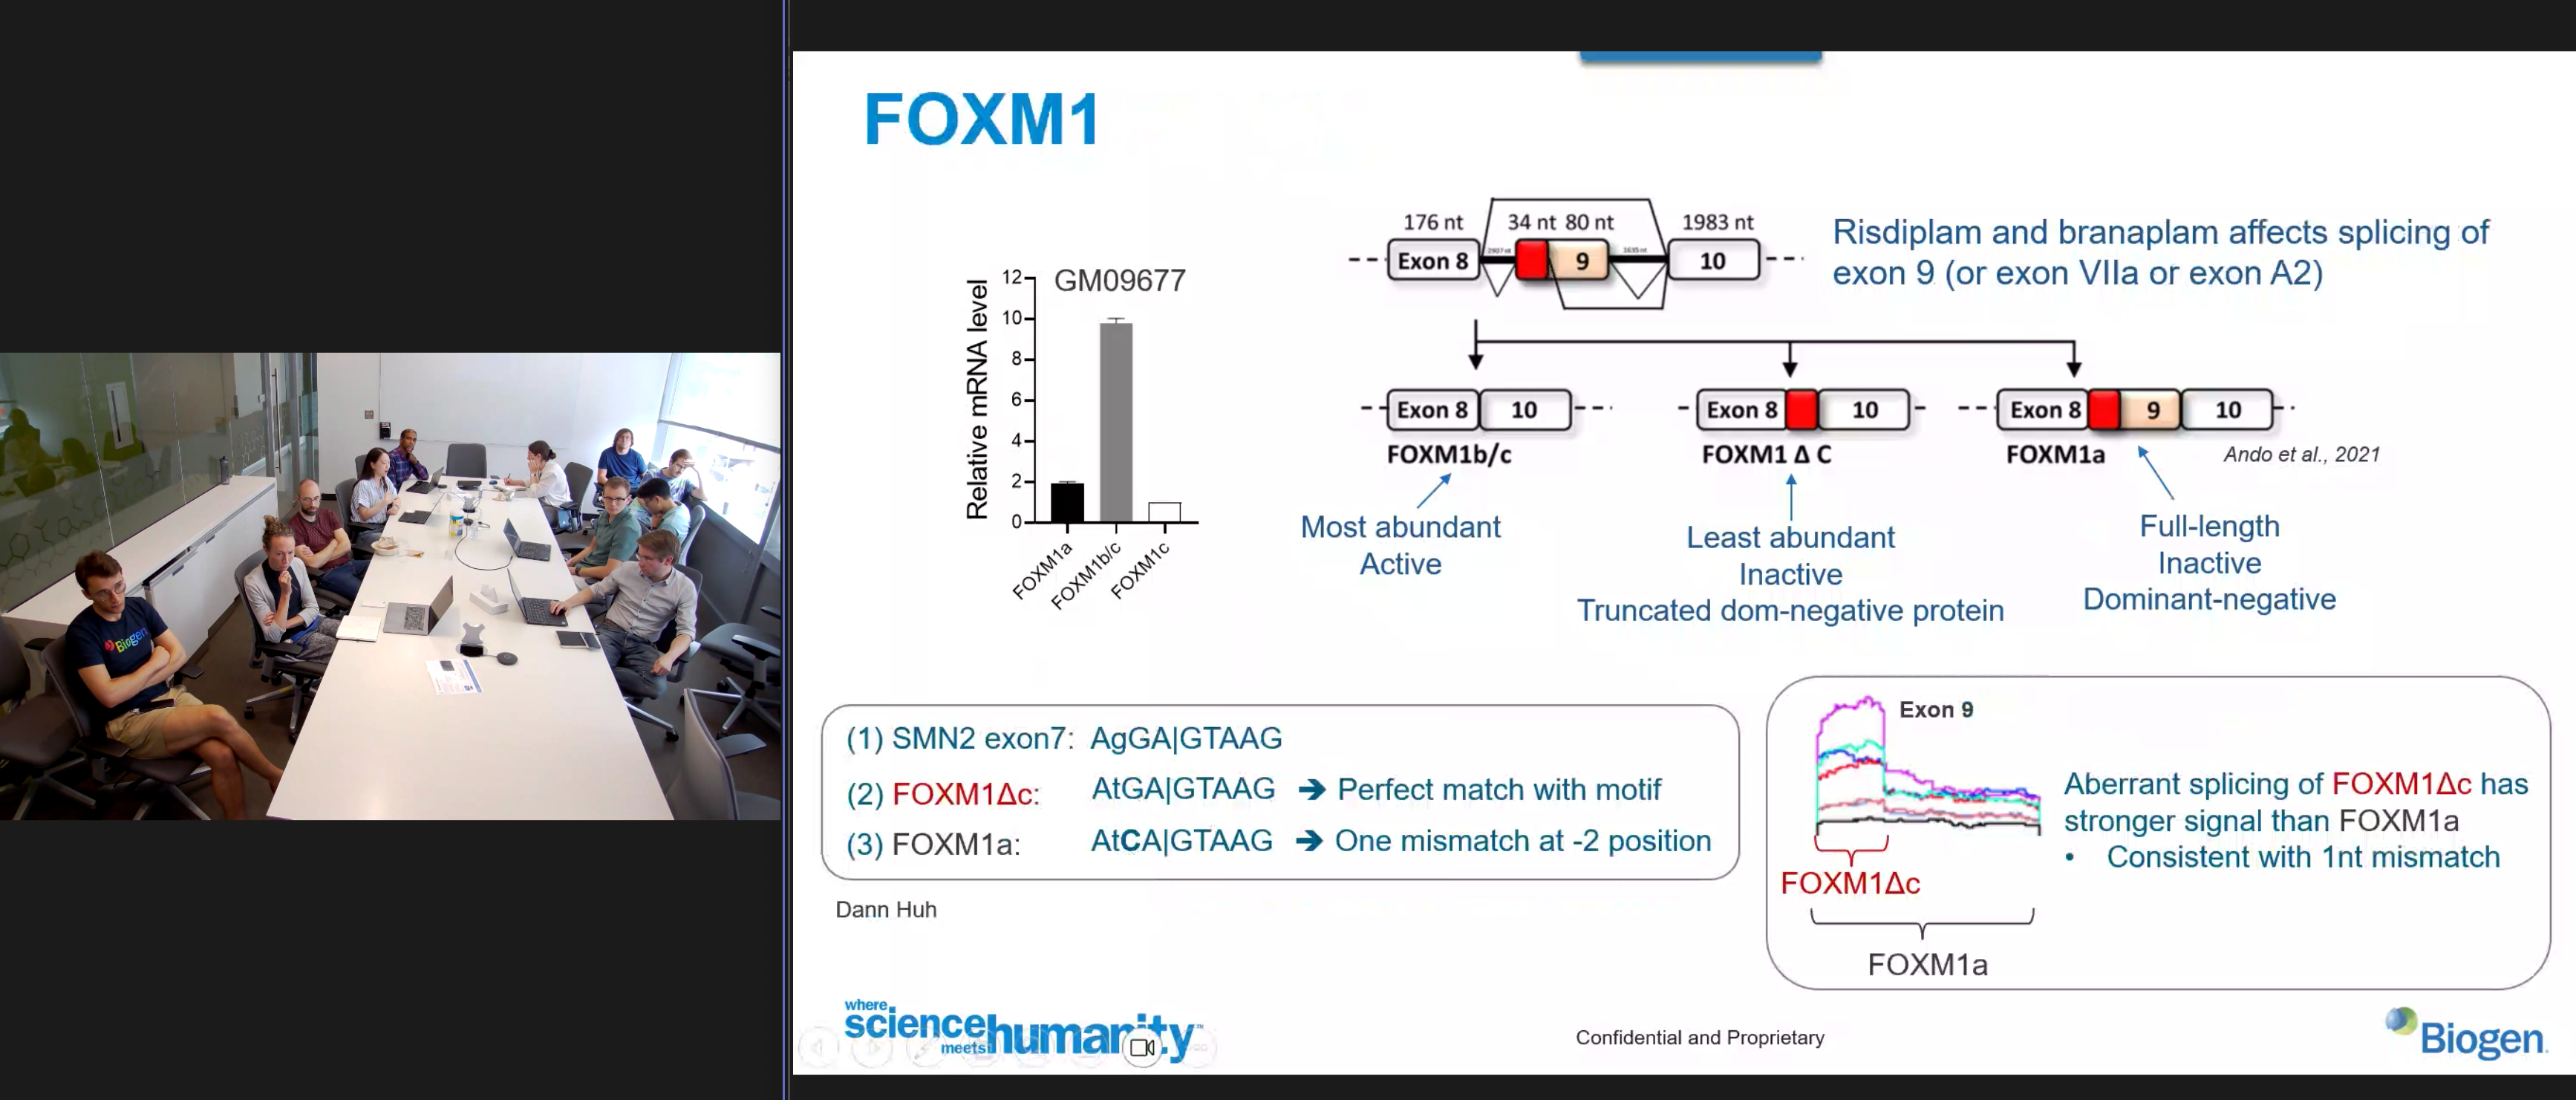 FOXM1
Relative mRNA level
GM09677
12
10
8
6
4
2
0
FOXM1a
FOXM1b/c
FOXM1c
176 nt
34 nt 80 nt
1983 nt
Exon 8
9
10
Risdiplam and branaplam affects splicing of
exon 9 (or exon VIIa or exon A2)
Exon 8 10
FOXM1b/c
Exon 8 10
FOXM1 Δ C
Exon 8 9 10
FOXM1a
Ando et al., 2021
Most abundant
Active
Least abundant
Inactive
Truncated dom-negative protein
Full-length
Inactive
Dominant-negative
(1) SMN2 exon7: AgGA|GTAAG
(2) FOXM1Δc: AtGA|GTAAG ➔ Perfect match with motif
(3) FOXM1a: AtCA|GTAAG ➔ One mismatch at -2 position
Exon 9
FOXM1Δc
FOXM1a
Aberrant splicing of FOXM1Δc has
stronger signal than FOXM1a
• Consistent with 1nt mismatch
Dann Huh
where
science
meets humanity
Confidential and Proprietary
Biogen
Biogen